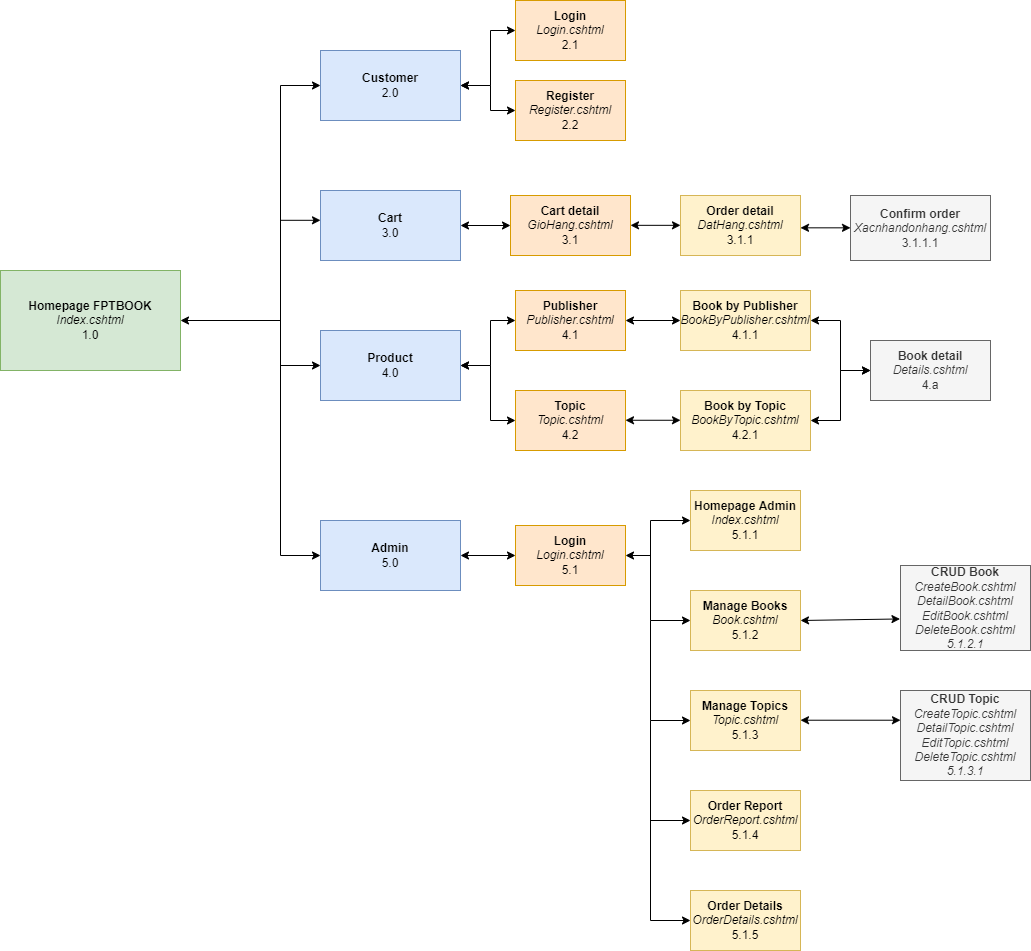 Login
Login.cshtml
2.1
Customer
2.0
Register
Register.cshtml
2.2
Cart
3.0
Cart detail
GioHang.cshtml
3.1
Order detail
DatHang.cshtml
3.1.1
Confirm order
Xacnhandonhang.cshtml
3.1.1.1
Homepage FPTBOOK
Index.cshtml
1.0
Product
4.0
Publisher
Publisher.cshtml
4.1
Book by Publisher
BookByPublisher.cshtml
4.1.1
Book detail
Details.cshtml
4.a
Topic
Topic.cshtml
4.2
Book by Topic
BookByTopic.cshtml
4.2.1
Admin
5.0
Login
Login.cshtml
5.1
Homepage Admin
Index.cshtml
5.1.1
Manage Books
Book.cshtml
5.1.2
CRUD Book
CreateBook.cshtml
DetailBook.cshtml
EditBook.cshtml
DeleteBook.cshtml
5.1.2.1
Manage Topics
Topic.cshtml
5.1.3
CRUD Topic
CreateTopic.cshtml
DetailTopic.cshtml
EditTopic.cshtml
DeleteTopic.cshtml
5.1.3.1
Order Report
OrderReport.cshtml
5.1.4
Order Details
OrderDetails.cshtml
5.1.5